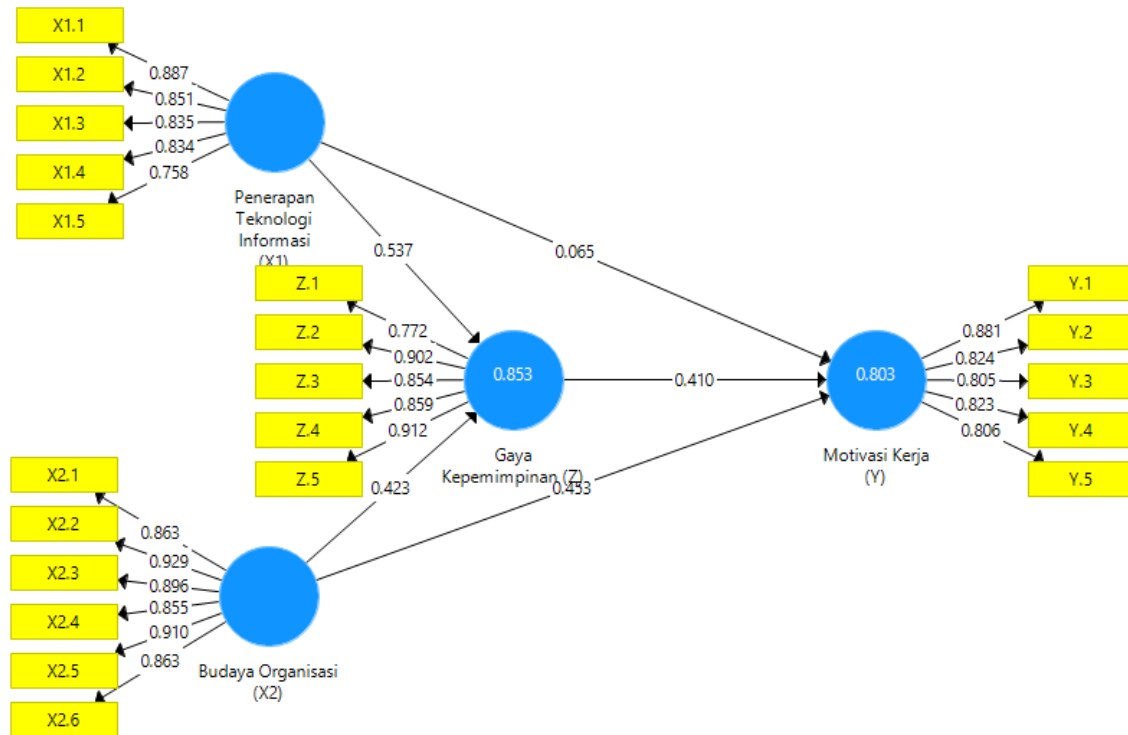 X1.1
X1.2
X1.3
X1.4
X1.5
0.887
0.851
0.835
0.834
0.758
Penerapan
Teknologi
Informasi
(X1)
0.537
0.065
Z.1
Z.2
Z.3
Z.4
Z.5
0.772
0.902
0.854
0.859
0.912
0.853
Gaya
Kepemimpinan (Z)
0.410
0.803
Motivasi Kerja
(Y)
0.881
0.824
0.805
0.823
0.806
Y.1
Y.2
Y.3
Y.4
Y.5
0.423
0.453
X2.1
X2.2
X2.3
X2.4
X2.5
X2.6
0.863
0.929
0.896
0.855
0.910
0.863
Budaya Organisasi
(X2)